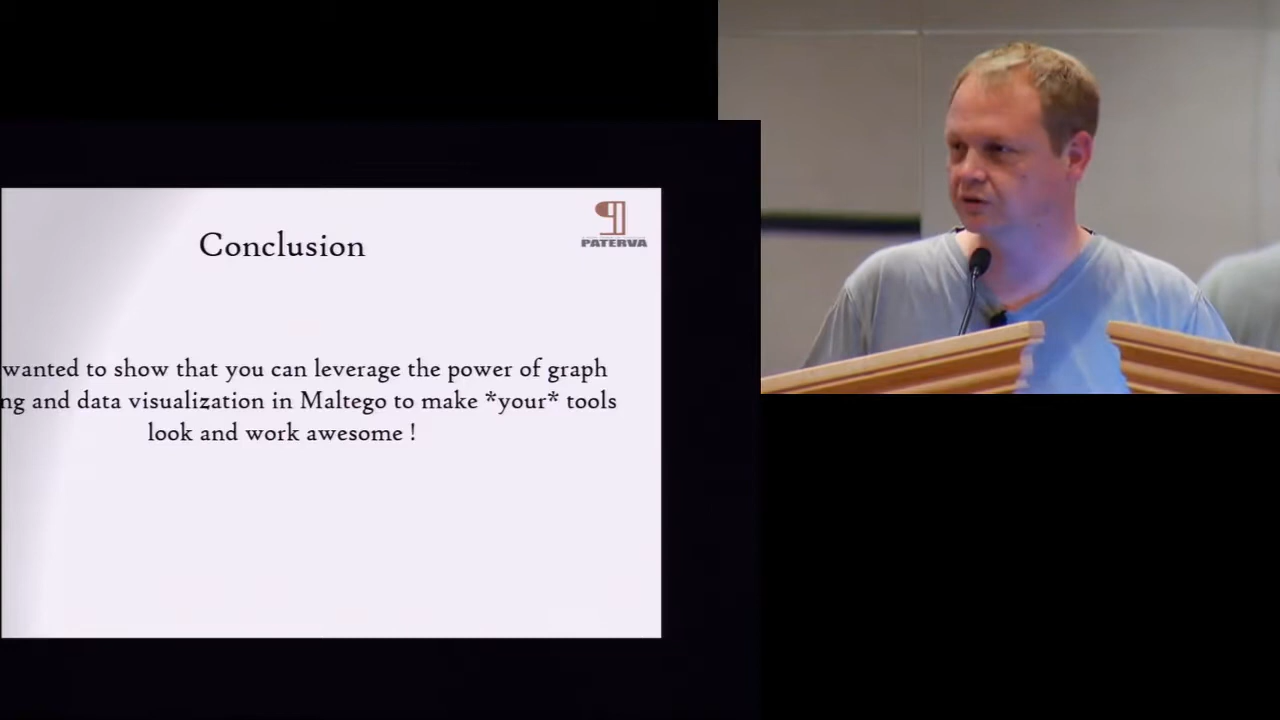 Conclusion
PATERVA
wanted to show that you can leverage the power of graph
ng and data visualization in Maltego to make *your* tools
look and work awesome !